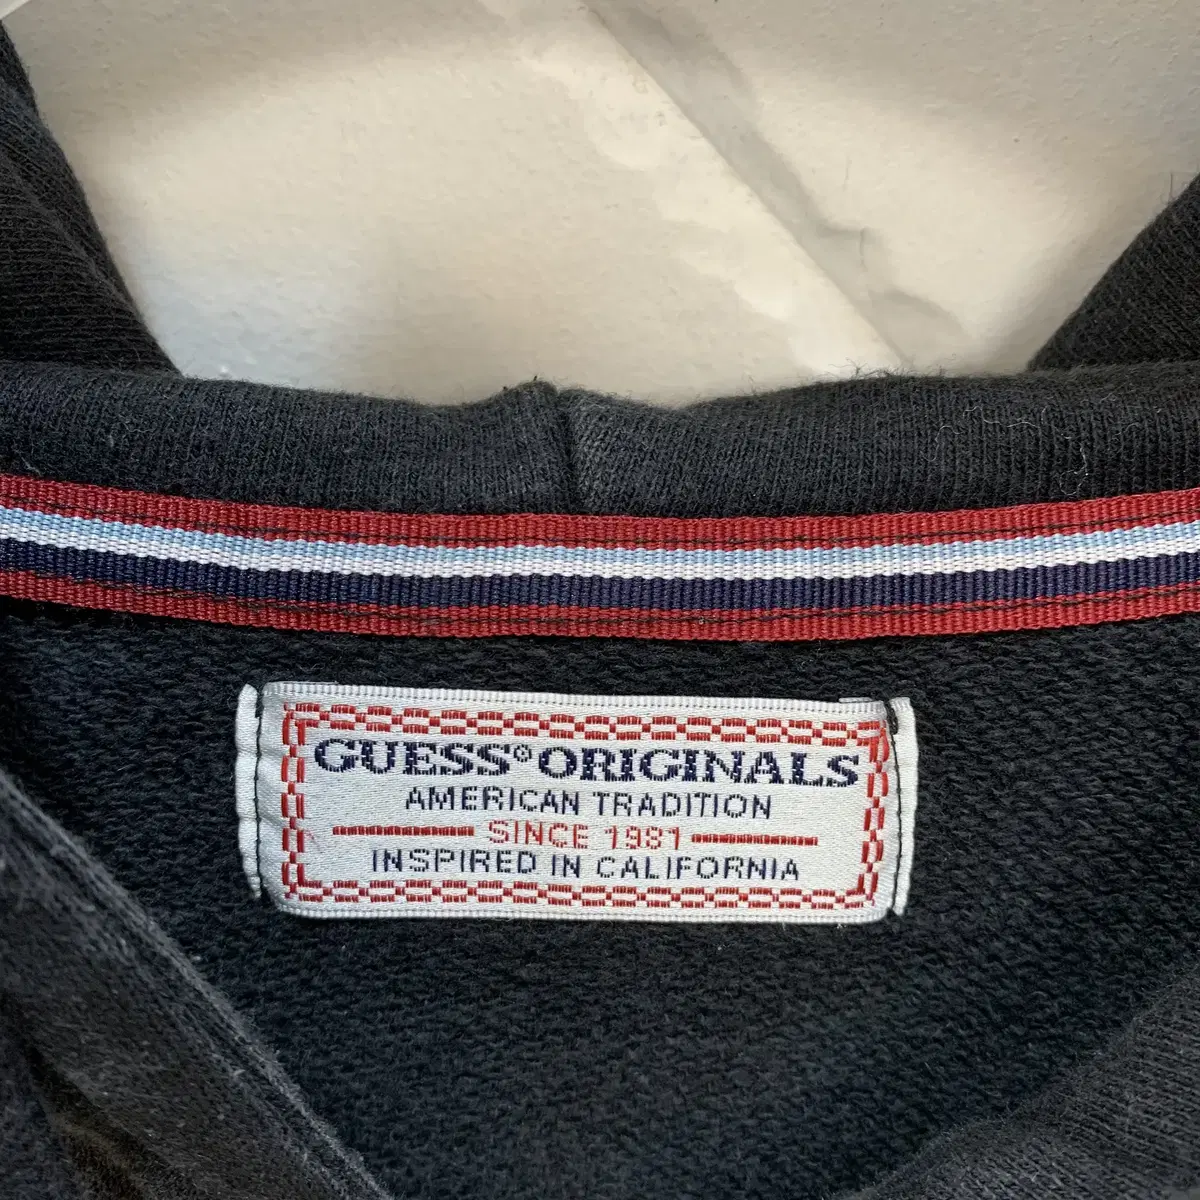 GUESS® ORIGINALS
AMERICAN TRADITION
SINCE 1981
INSPIRED IN CALIFORNIA